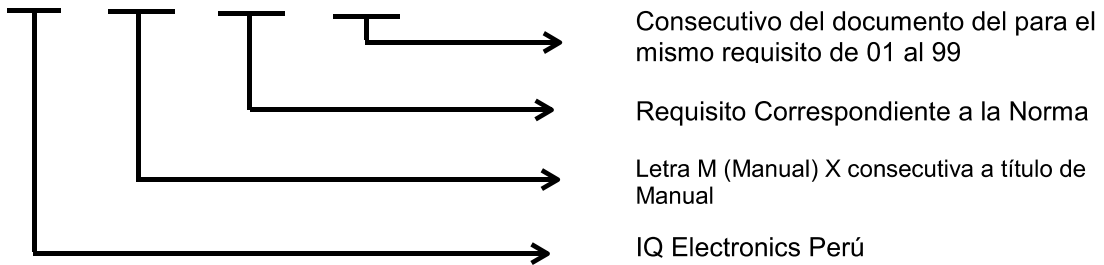 Consecutivo del documento del para el
mismo requisito de 01 al 99
Requisito Correspondiente a la Norma
Letra M (Manual) X consecutiva a título de
Manual
IQ Electronics Perú